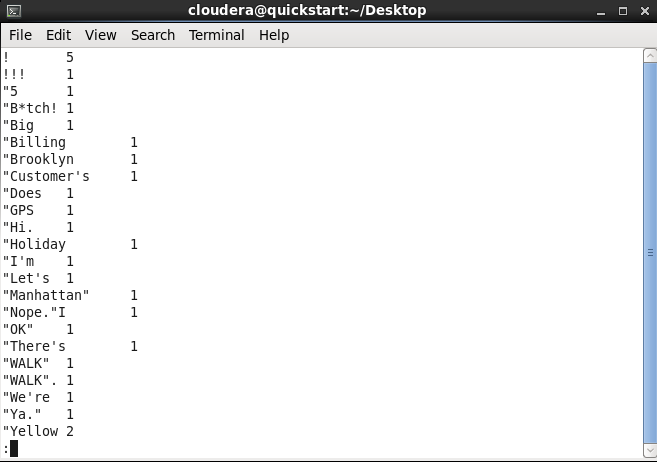 cloudera@quickstart:~/Desktop
File Edit View Search Terminal Help
! 5
!!! 1
"5 1
"B*tch! 1
"Big 1
"Billing 1
"Brooklyn 1
"Customer's 1
"Does 1
"GPS 1
"Hi. 1
"Holiday 1
"I'm 1
"Let's 1
"Manhattan" 1
"Nope."I 1
"OK" 1
"There's 1
"WALK" 1
"WALK". 1
"We're 1
"Ya." 1
"Yellow 2
: